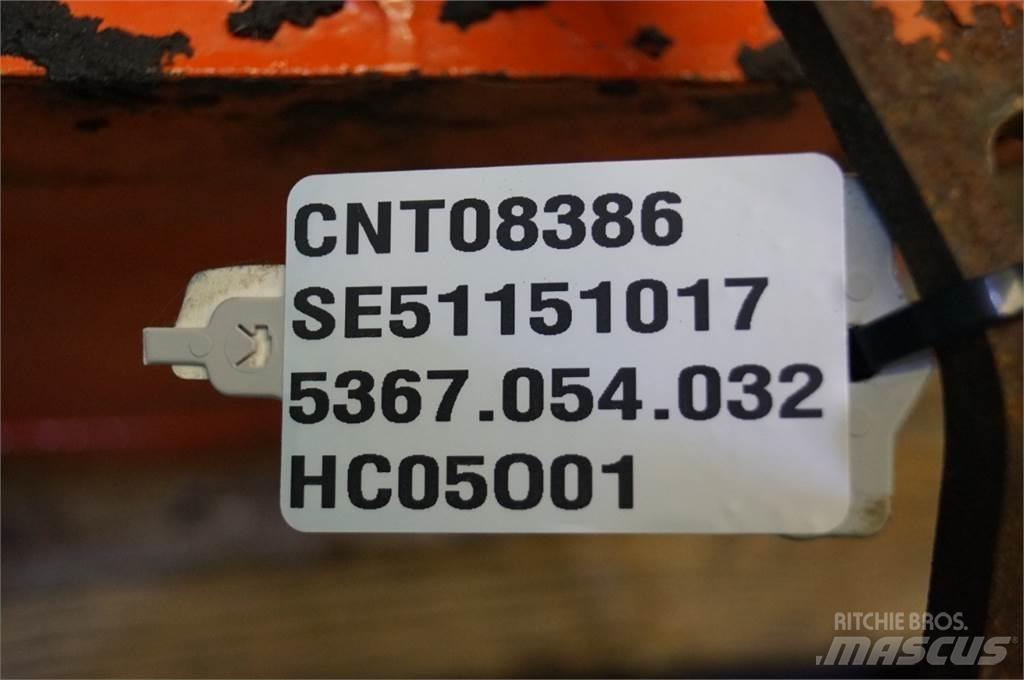 CNT08386
SE51151017
5367.054.032
HC05O01
RITCHIE BROS.
MASCUS